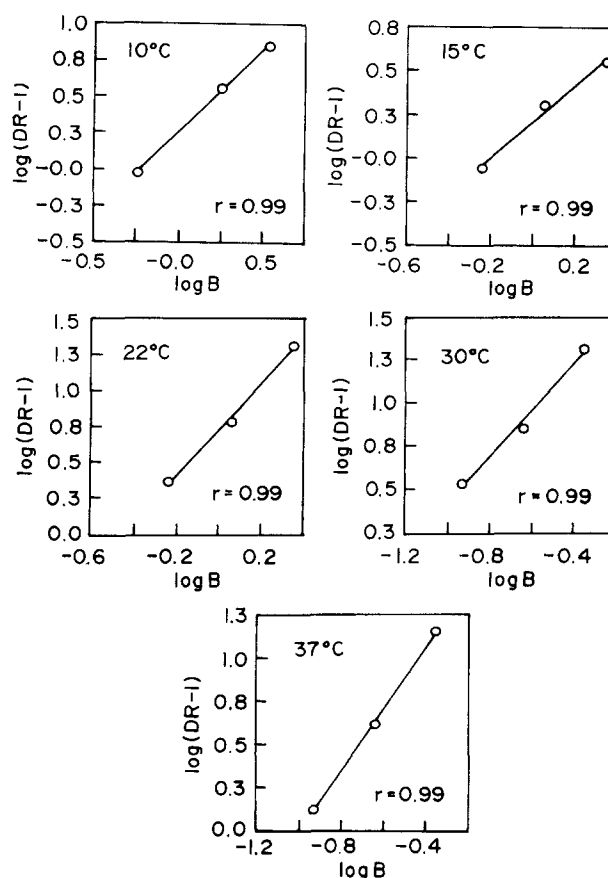 1.0
0.8
0.5
0.3
-0.0
-0.3
-0.5
log(DR-1)
10°C
r = 0.99
-0.5
-0.0
0.5
log B
0.8
0.5
0.3
-0.0
-0.3
-0.5
log(DR-1)
15°C
r = 0.99
-0.6
-0.2
0.2
log B
1.5
1.3
1.0
0.8
0.5
0.3
0.0
log(DR-1)
22°C
r = 0.99
-0.6
-0.2
0.2
log B
1.5
1.3
1.0
0.8
0.5
0.3
log(DR-1)
30°C
r = 0.99
-1.2
-0.8
-0.4
log B
1.3
1.0
0.8
0.5
0.3
0.0
log(DR-1)
37°C
r = 0.99
-1.2
-0.8
-0.4
log B